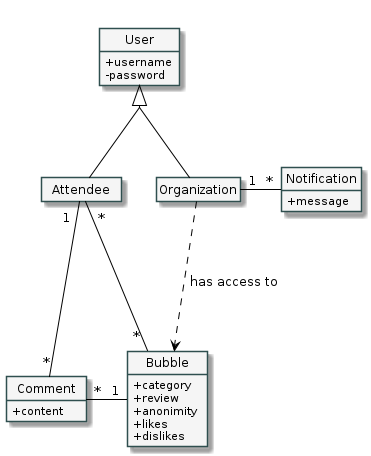 User
+username
-password
Attendee
Organization
1 *
Notification
+message
1
*
has access to
*
*
Comment
+content
* 1
Bubble
+category
+review
+anonimity
+likes
+dislikes